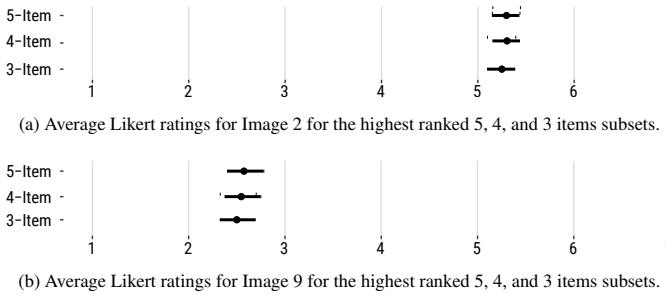 5-Item
4-Item
3-Item
1 2 3 4 5 6
(a) Average Likert ratings for Image 2 for the highest ranked 5, 4, and 3 items subsets.
5-Item
4-Item
3-Item
1 2 3 4 5 6
(b) Average Likert ratings for Image 9 for the highest ranked 5, 4, and 3 items subsets.